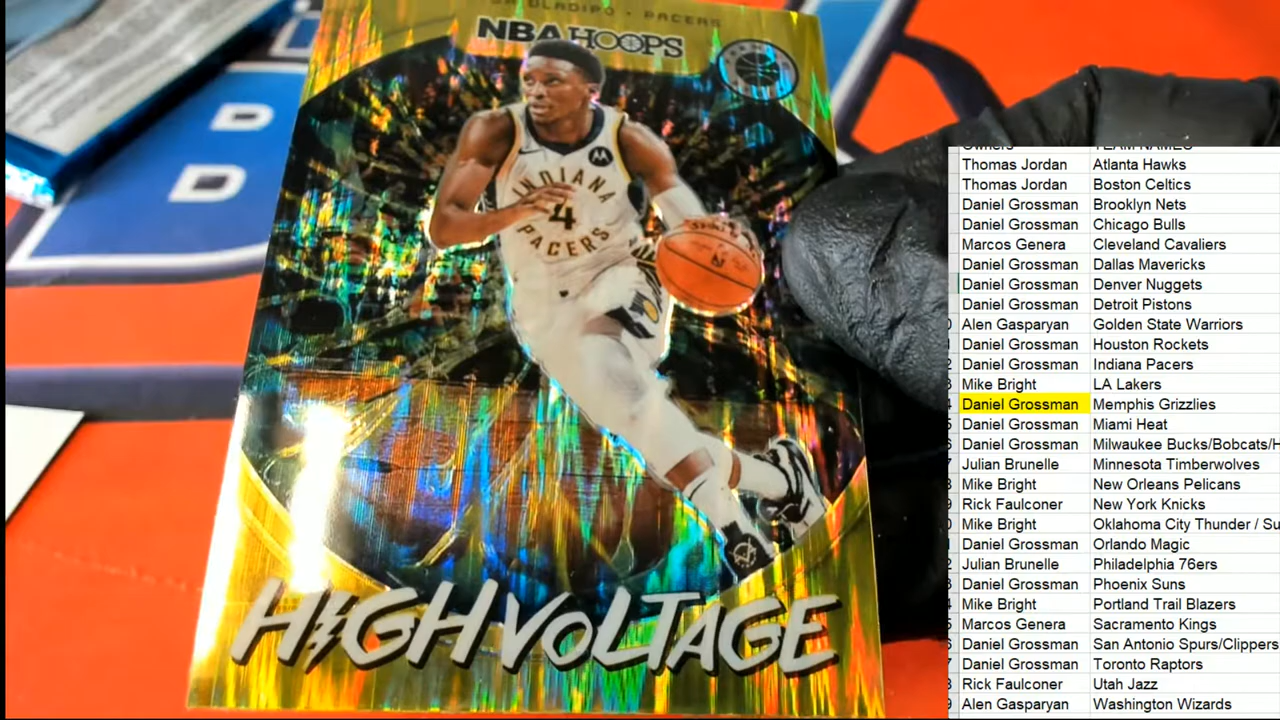 OLADIPO • PACERS
NBA HOOPS
INDIANA
4
PACERS
HIGH VOLTAGE
Owners TEAM NAMES
Thomas Jordan Atlanta Hawks
Thomas Jordan Boston Celtics
Daniel Grossman Brooklyn Nets
Daniel Grossman Chicago Bulls
Marcos Genera Cleveland Cavaliers
Daniel Grossman Dallas Mavericks
Daniel Grossman Denver Nuggets
Daniel Grossman Detroit Pistons
Alen Gasparyan Golden State Warriors
Daniel Grossman Houston Rockets
Daniel Grossman Indiana Pacers
Mike Bright LA Lakers
Daniel Grossman Memphis Grizzlies
Daniel Grossman Miami Heat
Daniel Grossman Milwaukee Bucks/Bobcats/H
Julian Brunelle Minnesota Timberwolves
Mike Bright New Orleans Pelicans
Rick Faulconer New York Knicks
Mike Bright Oklahoma City Thunder / Su
Daniel Grossman Orlando Magic
Julian Brunelle Philadelphia 76ers
Daniel Grossman Phoenix Suns
Mike Bright Portland Trail Blazers
Marcos Genera Sacramento Kings
Daniel Grossman San Antonio Spurs/Clippers
Daniel Grossman Toronto Raptors
Rick Faulconer Utah Jazz
Alen Gasparyan Washington Wizards